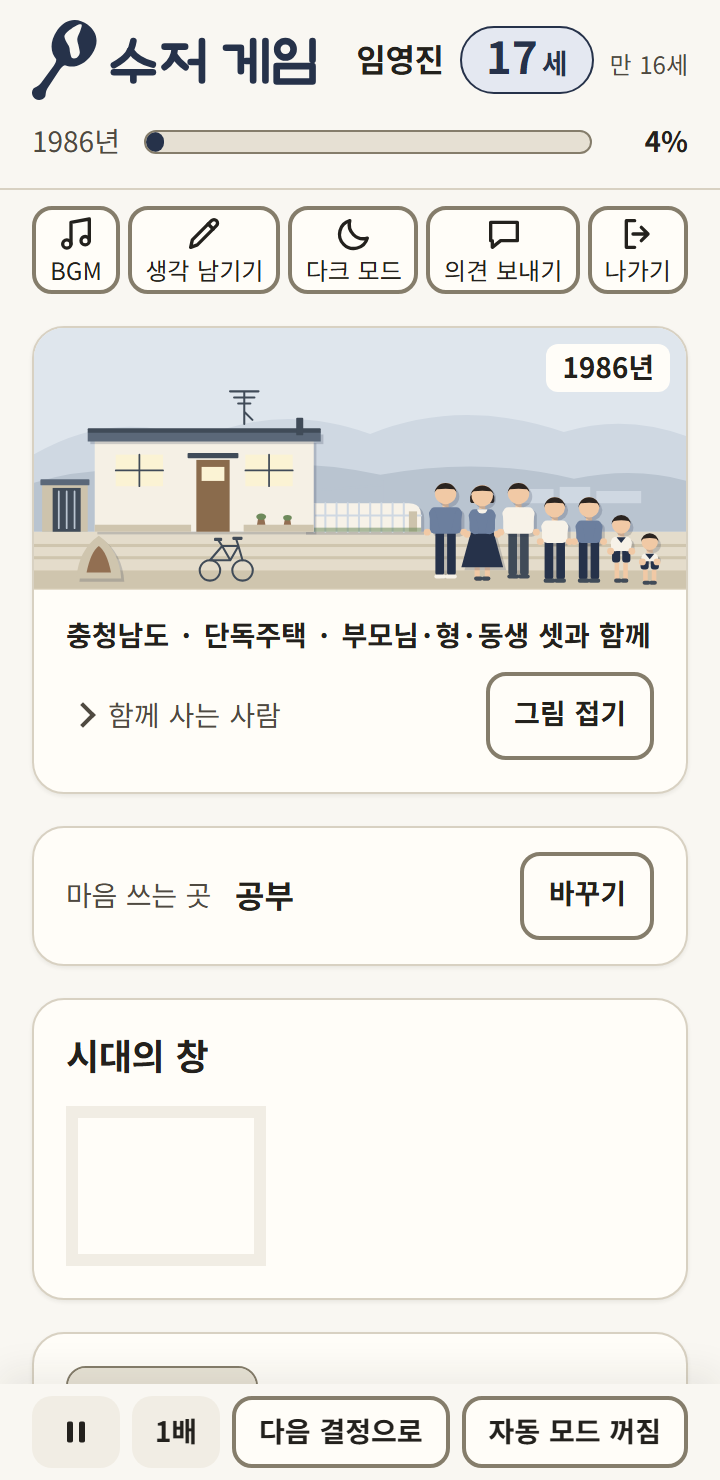 수저 게임
임영진
17세
만 16세
1986년
4%
BGM
생각 남기기
다크 모드
의견 보내기
나가기
1986년
충청남도 · 단독주택 · 부모님·형·동생 셋과 함께
함께 사는 사람
그림 접기
마음 쓰는 곳 공부
바꾸기
시대의 창
1배
다음 결정으로
자동 모드 꺼짐